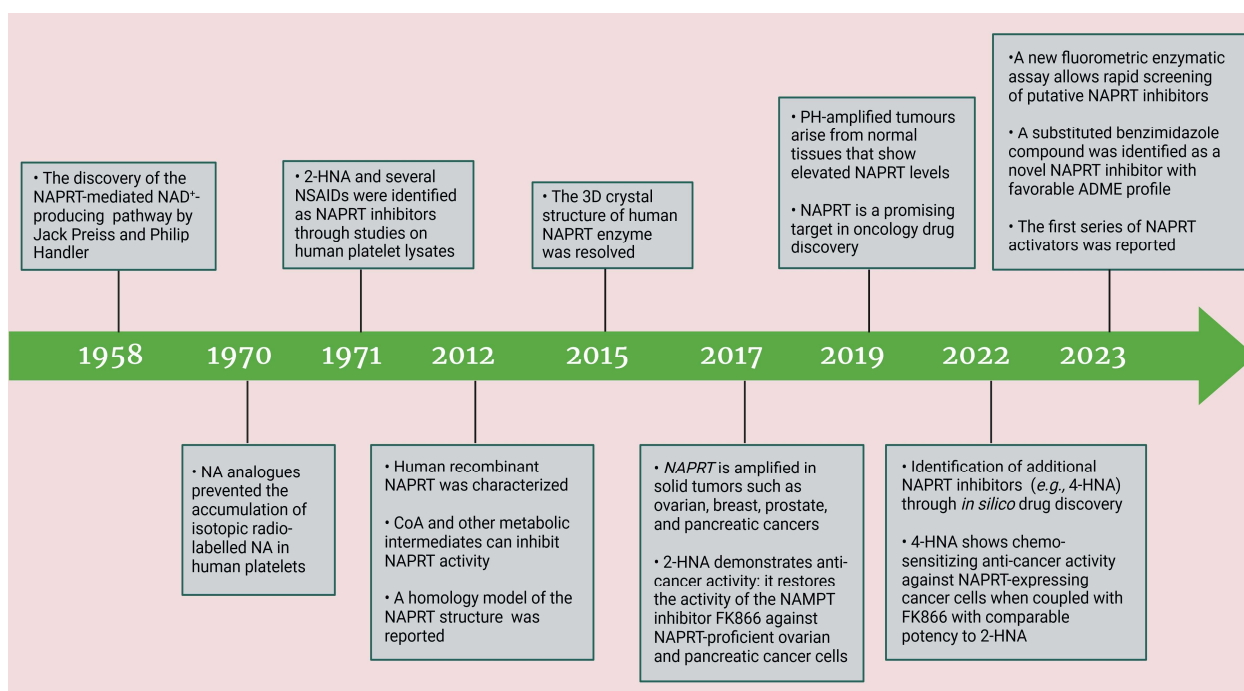 • The discovery of the
NAPRT-mediated NAD⁺-
producing pathway by
Jack Preiss and Philip
Handler
• 2-HNA and several
NSAIDs were identified
as NAPRT inhibitors
through studies on
human platelet lysates
• The 3D crystal
structure of human
NAPRT enzyme
was resolved
• PH-amplified tumours
arise from normal
tissues that show
elevated NAPRT levels
• NAPRT is a promising
target in oncology drug
discovery
•A new fluorometric enzymatic
assay allows rapid screening
of putative NAPRT inhibitors
• A substituted benzimidazole
compound was identified as a
novel NAPRT inhibitor with
favorable ADME profile
• The first series of NAPRT
activators was reported
1958 1970 1971 2012 2015 2017 2019 2022 2023
• NA analogues
prevented the
accumulation of
isotopic radio-
labelled NA in
human platelets
• Human recombinant
NAPRT was characterized
• CoA and other metabolic
intermediates can inhibit
NAPRT activity
• A homology model of the
NAPRT structure was
reported
• NAPRT is amplified in
solid tumors such as
ovarian, breast, prostate,
and pancreatic cancers
• 2-HNA demonstrates anti-
cancer activity: it restores
the activity of the NAMPT
inhibitor FK866 against
NAPRT-proficient ovarian
and pancreatic cancer cells
• Identification of additional
NAPRT inhibitors (e.g., 4-HNA)
through in silico drug discovery
• 4-HNA shows chemo-
sensitizing anti-cancer activity
against NAPRT-expressing
cancer cells when coupled with
FK866 with comparable
potency to 2-HNA